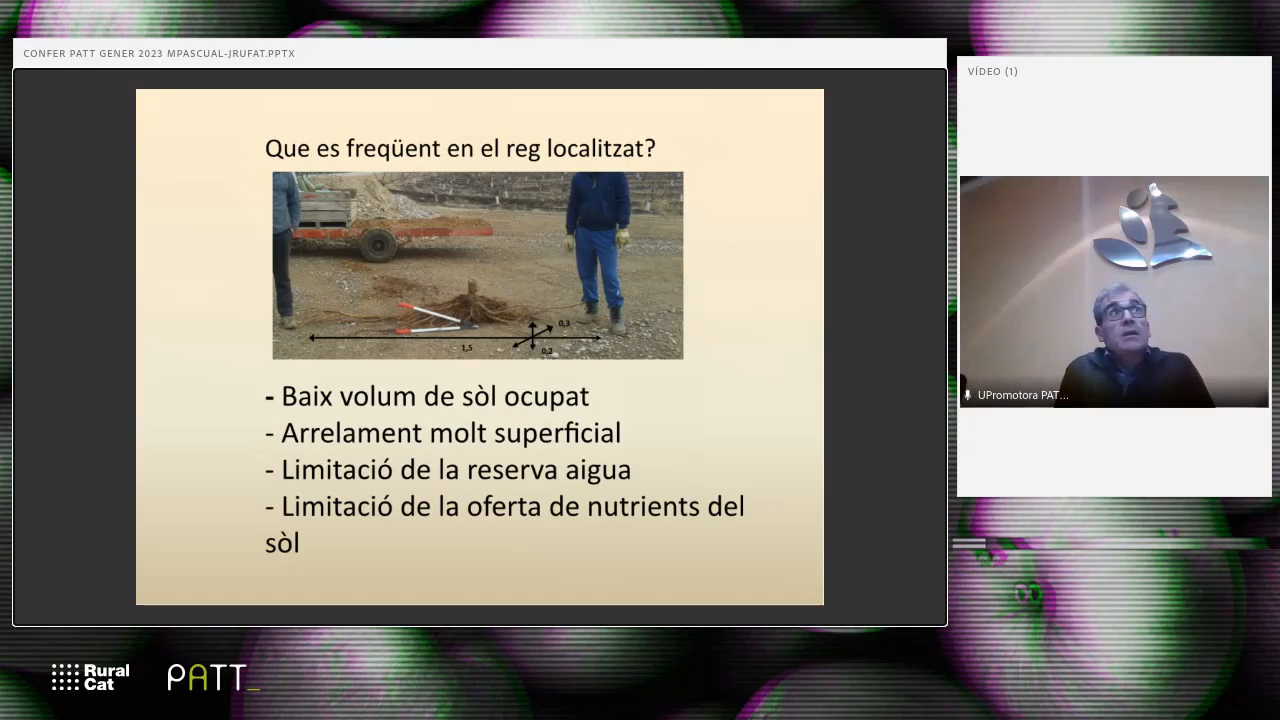 CONFER PATT GENER 2023 MPASCUAL-JRUFAT.PPTX
VÍDEO (1)
Que es freqüent en el reg localitzat?
0,3
1,5
0,2
- Baix volum de sòl ocupat
- Arrelament molt superficial
- Limitació de la reserva aigua
- Limitació de la oferta de nutrients del
sòl
UPromotora PAT...
Rural
Cat
PATT_